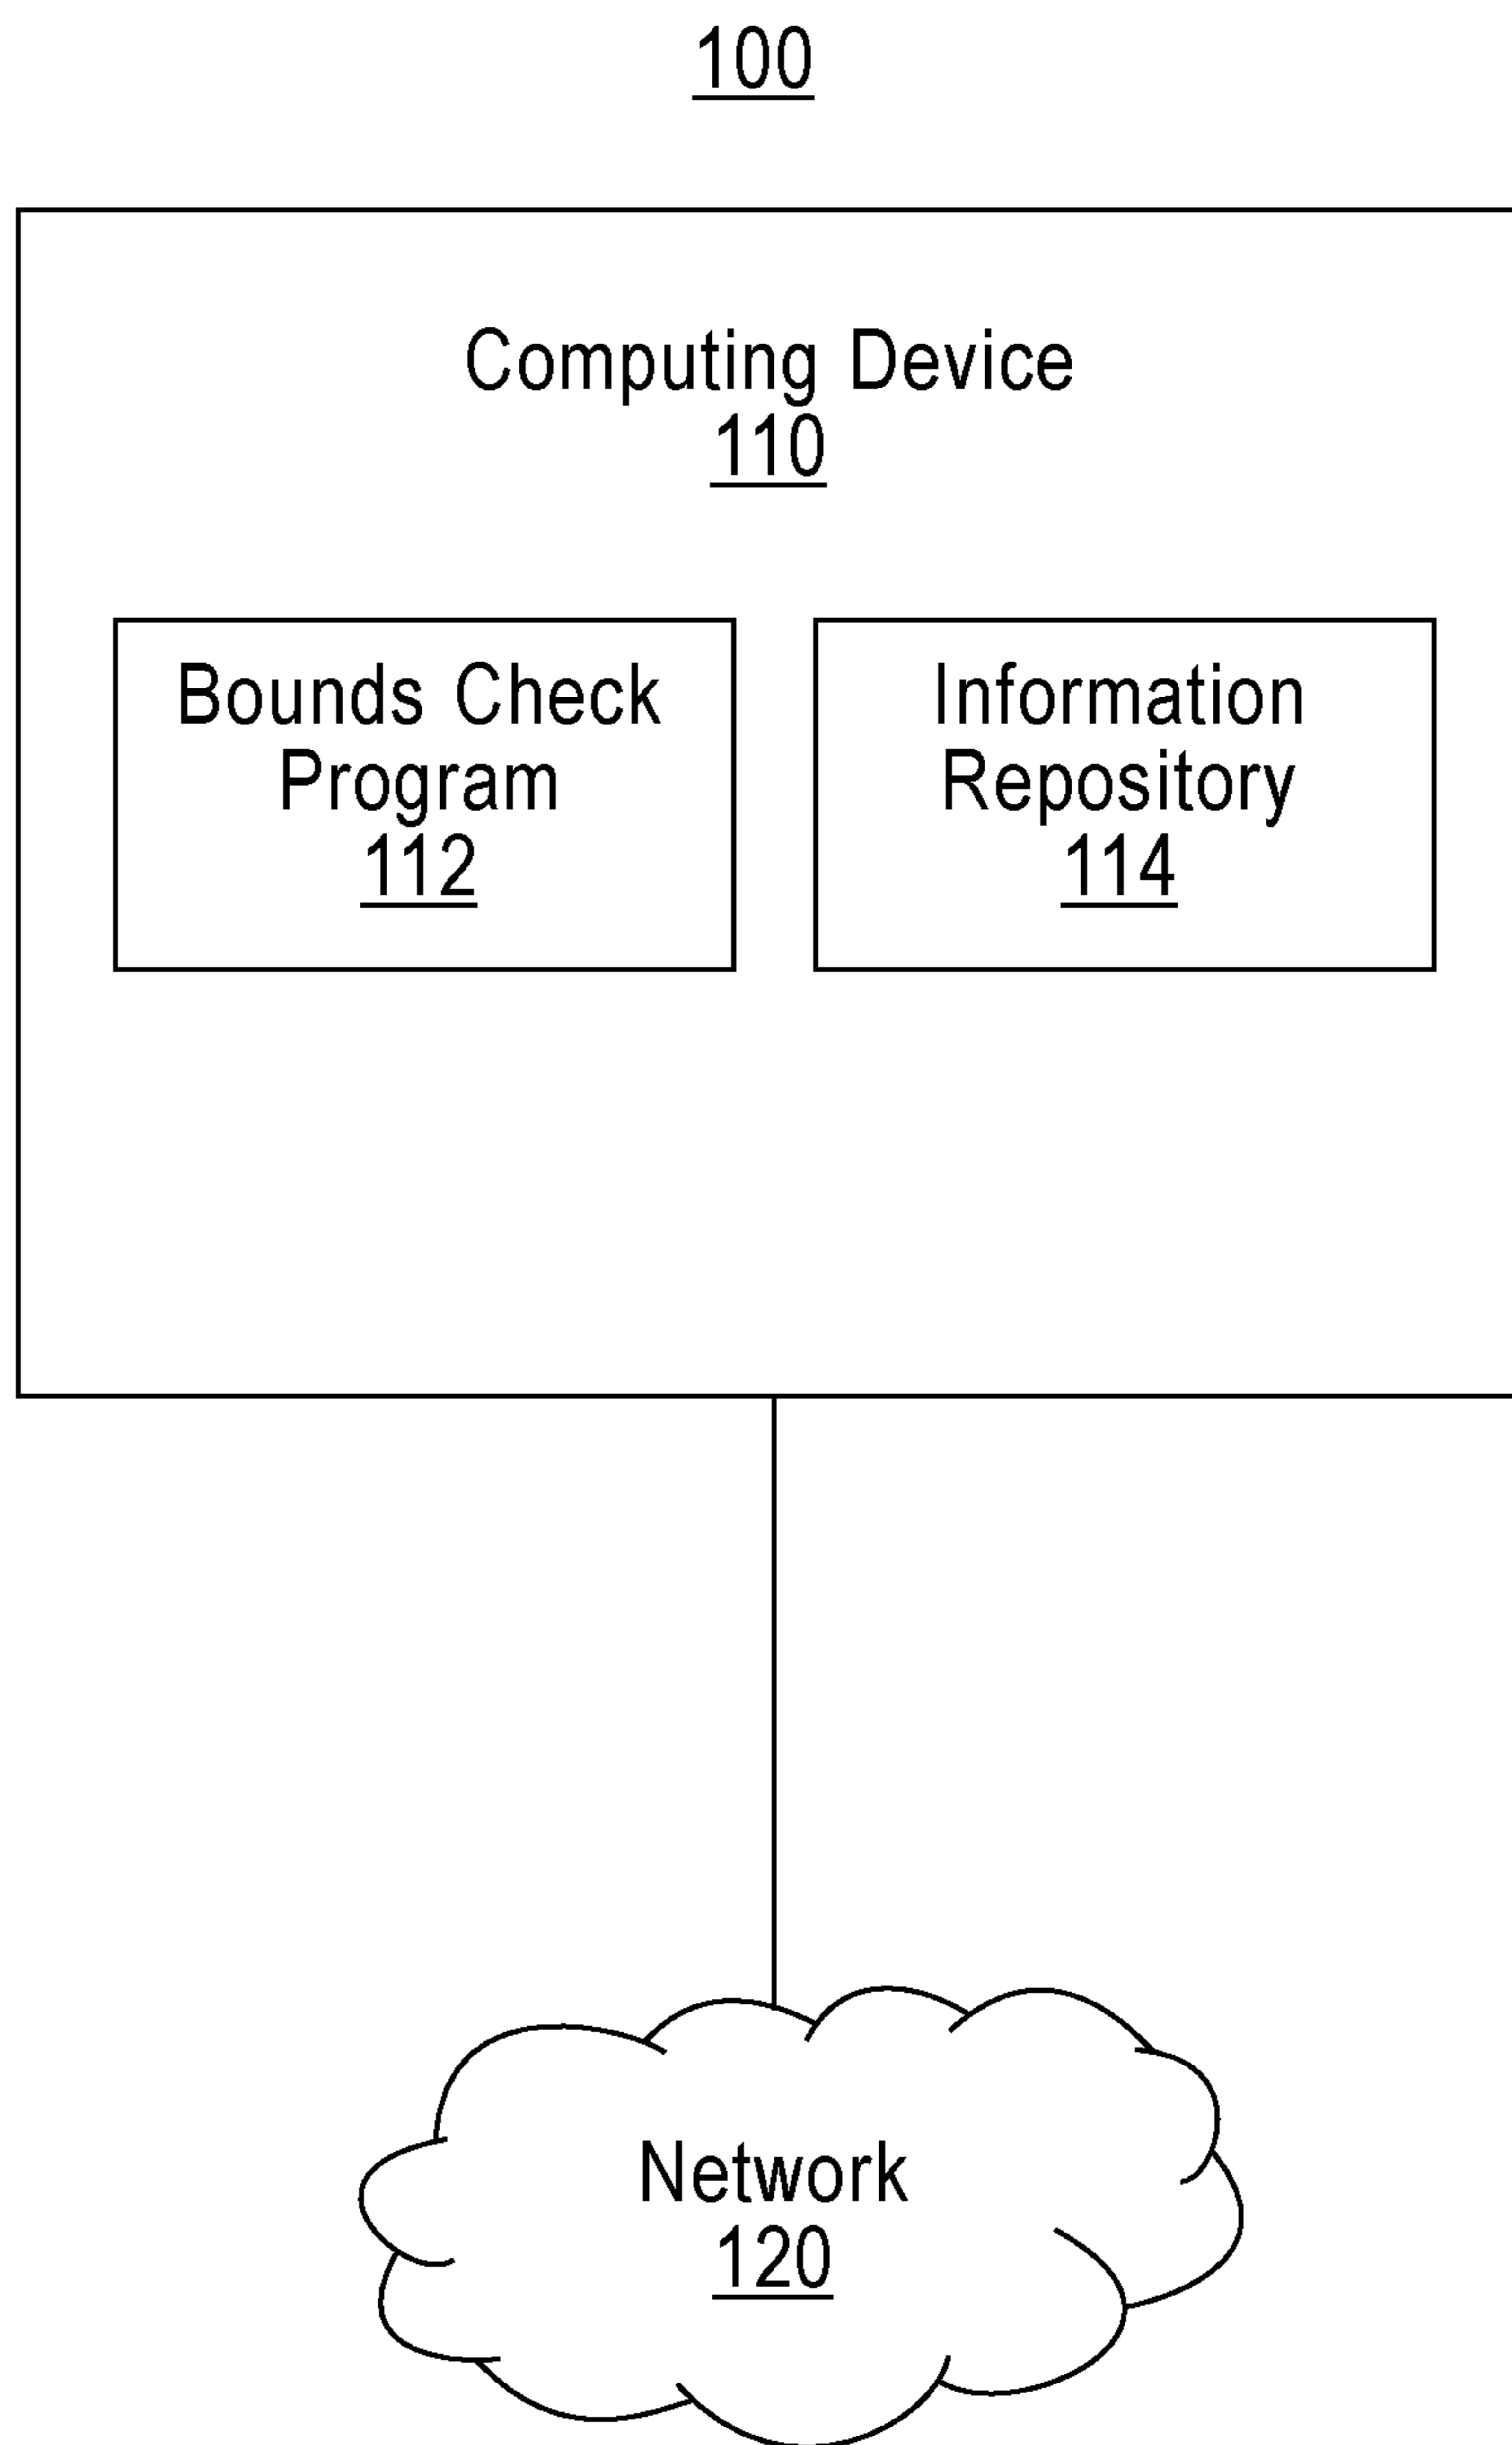 100
Computing Device
110
Bounds Check
Program
112
Information
Repository
114
Network
120